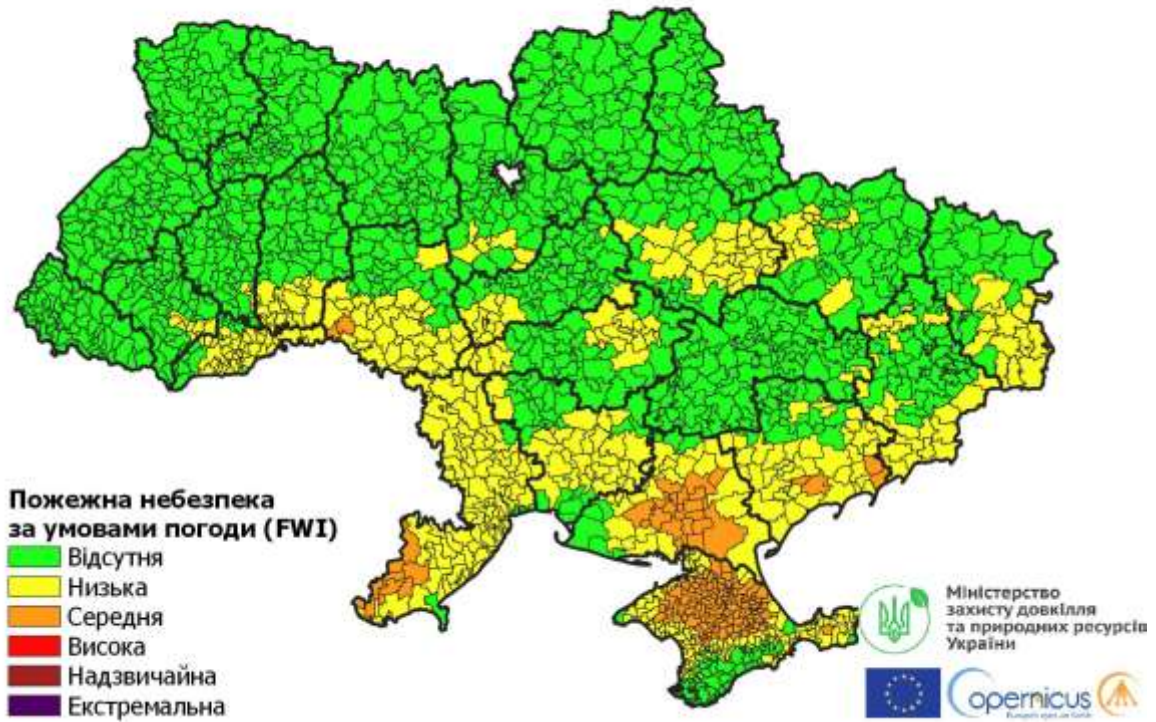 Пожежна небезпека
за умовами погоди (FWI)
Відсутня
Низька
Середня
Висока
Надзвичайна
Екстремальна
Міністерство
захисту довкілля
та природних ресурсів
України
opernicus